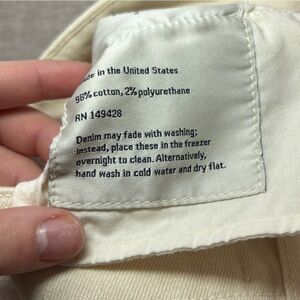 Made in the United States
98% cotton, 2% polyurethane
RN 149428
Denim may fade with washing;
instead, place these in the freezer
overnight to clean. Alternatively,
hand wash in cold water and dry flat.